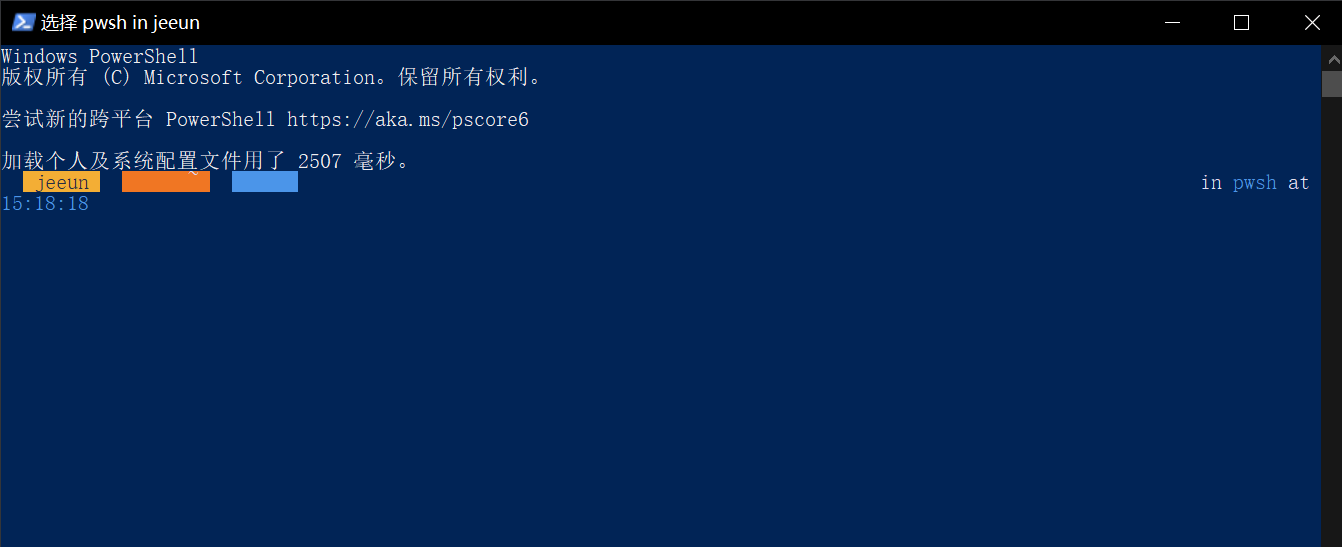 选择 pwsh in jeeun
Windows PowerShell
版权所有 (C) Microsoft Corporation。保留所有权利。
尝试新的跨平台 PowerShell https://aka.ms/pscore6
加载个人及系统配置文件用了 2507 毫秒。
jeeun ~ in pwsh at
15:18:18